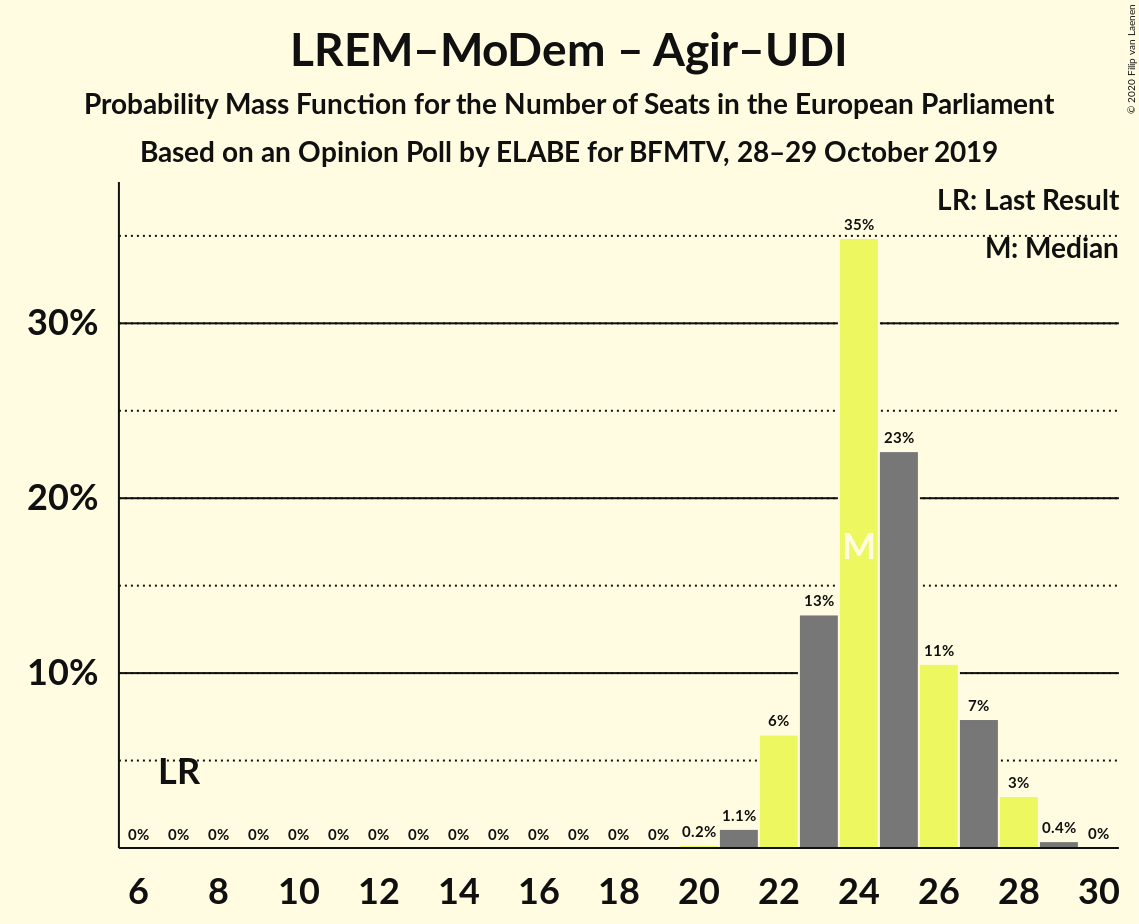 LREM–MoDem – Agir–UDI
Probability Mass Function for the Number of Seats in the European Parliament
Based on an Opinion Poll by ELABE for BFMTV, 28–29 October 2019
© 2020 Filip van Laenen
LR: Last Result
M: Median
30%
20%
10%
35%
23%
13%
11%
7%
6%
3%
1.1%
0.4%
0.2%
0% 0% 0% 0% 0% 0% 0% 0% 0% 0% 0% 0% 0% 0% 0%
M
LR
6 8 10 12 14 16 18 20 22 24 26 28 30